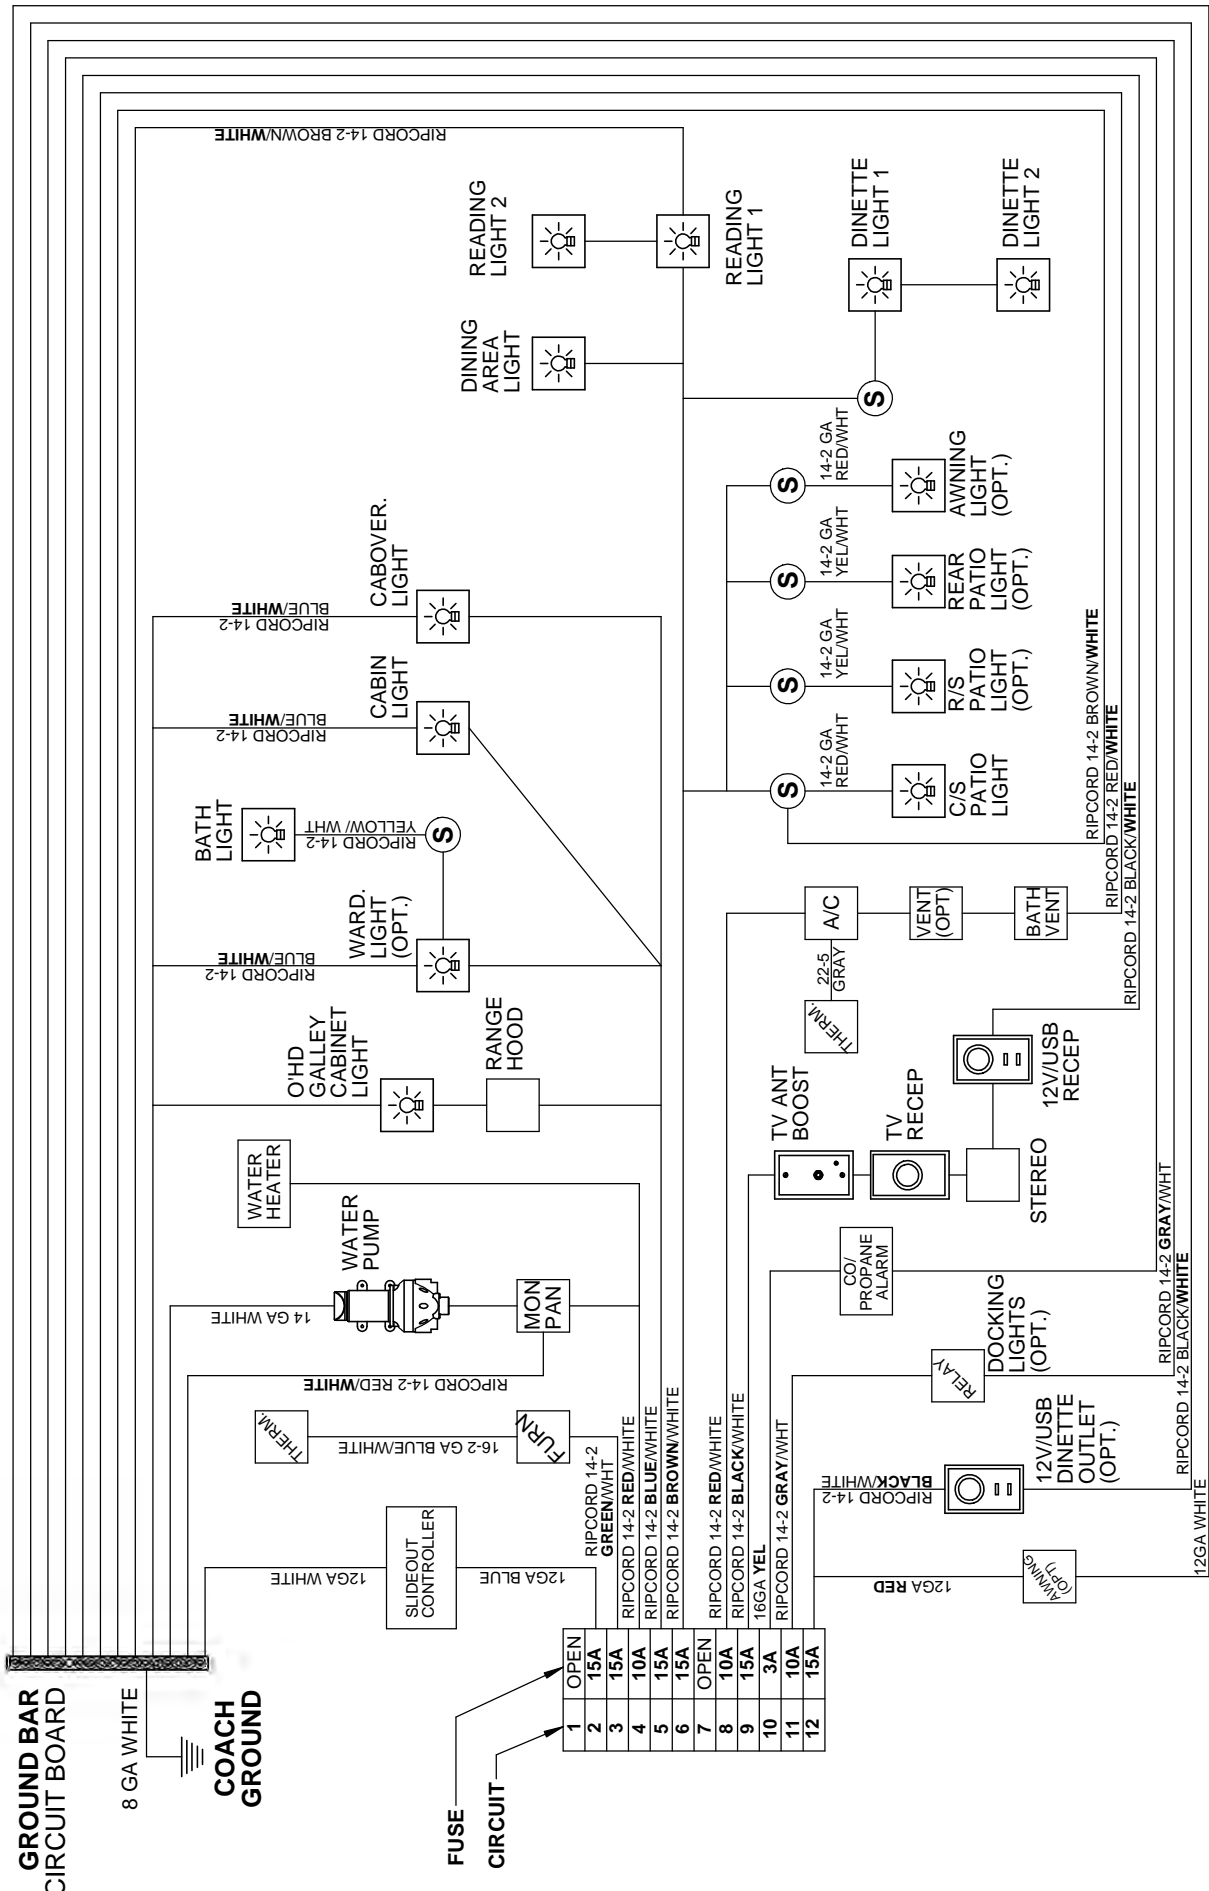 GROUND BAR
CIRCUIT BOARD
8 GA WHITE
COACH
GROUND
FUSE
CIRCUIT
1 OPEN
2 15A
3 15A
4 10A
5 15A
6 15A
7 OPEN
8 10A
9 15A
10 3A
11 10A
12 15A
12GA WHITE
SLIDEOUT
CONTROLLER
12GA BLUE
RIPCORD 14-2
GREEN/WHT
RIPCORD 14-2 RED/WHITE
RIPCORD 14-2 BLUE/WHITE
RIPCORD 14-2 BROWN/WHITE
RIPCORD 14-2 RED/WHITE
RIPCORD 14-2 BLACK/WHITE
16GA YEL
RIPCORD 14-2 GRAY/WHT
12GA RED
AWNING
(OPT)
12GA WHITE
THERM.
16-2 GA BLUE/WHITE
FURN
RIPCORD 14-2 RED/WHITE
14 GA WHITE
WATER
PUMP
MON
PAN
WATER
HEATER
RIPCORD 14-2
BLACK/WHITE
12V/USB
DINETTE
OUTLET
(OPT.)
RIPCORD 14-2 BLACK/WHITE
RELAY
DOCKING
LIGHTS
(OPT.)
RIPCORD 14-2 GRAY/WHT
CO/
PROPANE
ALARM
O'HD
GALLEY
CABINET
LIGHT
RANGE
HOOD
TV ANT
BOOST
TV
RECEP
STEREO
12V/USB
RECEP
RIPCORD 14-2 BLACK/WHITE
RIPCORD 14-2
BLUE/WHITE
WARD.
LIGHT
(OPT.)
BATH
LIGHT
RIPCORD 14-2
YELLOW/ WHT
S
THERM.
22-5
GRAY
A/C
VENT
(OPT)
BATH
VENT
RIPCORD 14-2 RED/WHITE
RIPCORD 14-2
BLUE/WHITE
CABIN
LIGHT
RIPCORD 14-2
BLUE/WHITE
CABOVER.
LIGHT
S
14-2 GA
RED/WHT
C/S
PATIO
LIGHT
S
14-2 GA
YEL/WHT
R/S
PATIO
LIGHT
(OPT.)
S
14-2 GA
YEL/WHT
REAR
PATIO
LIGHT
(OPT.)
S
14-2 GA
RED/WHT
AWNING
LIGHT
(OPT.)
RIPCORD 14-2 BROWN/WHITE
DINING
AREA
LIGHT
S
READING
LIGHT 2
READING
LIGHT 1
DINETTE
LIGHT 1
DINETTE
LIGHT 2
RIPCORD 14-2 BROWN/WHITE